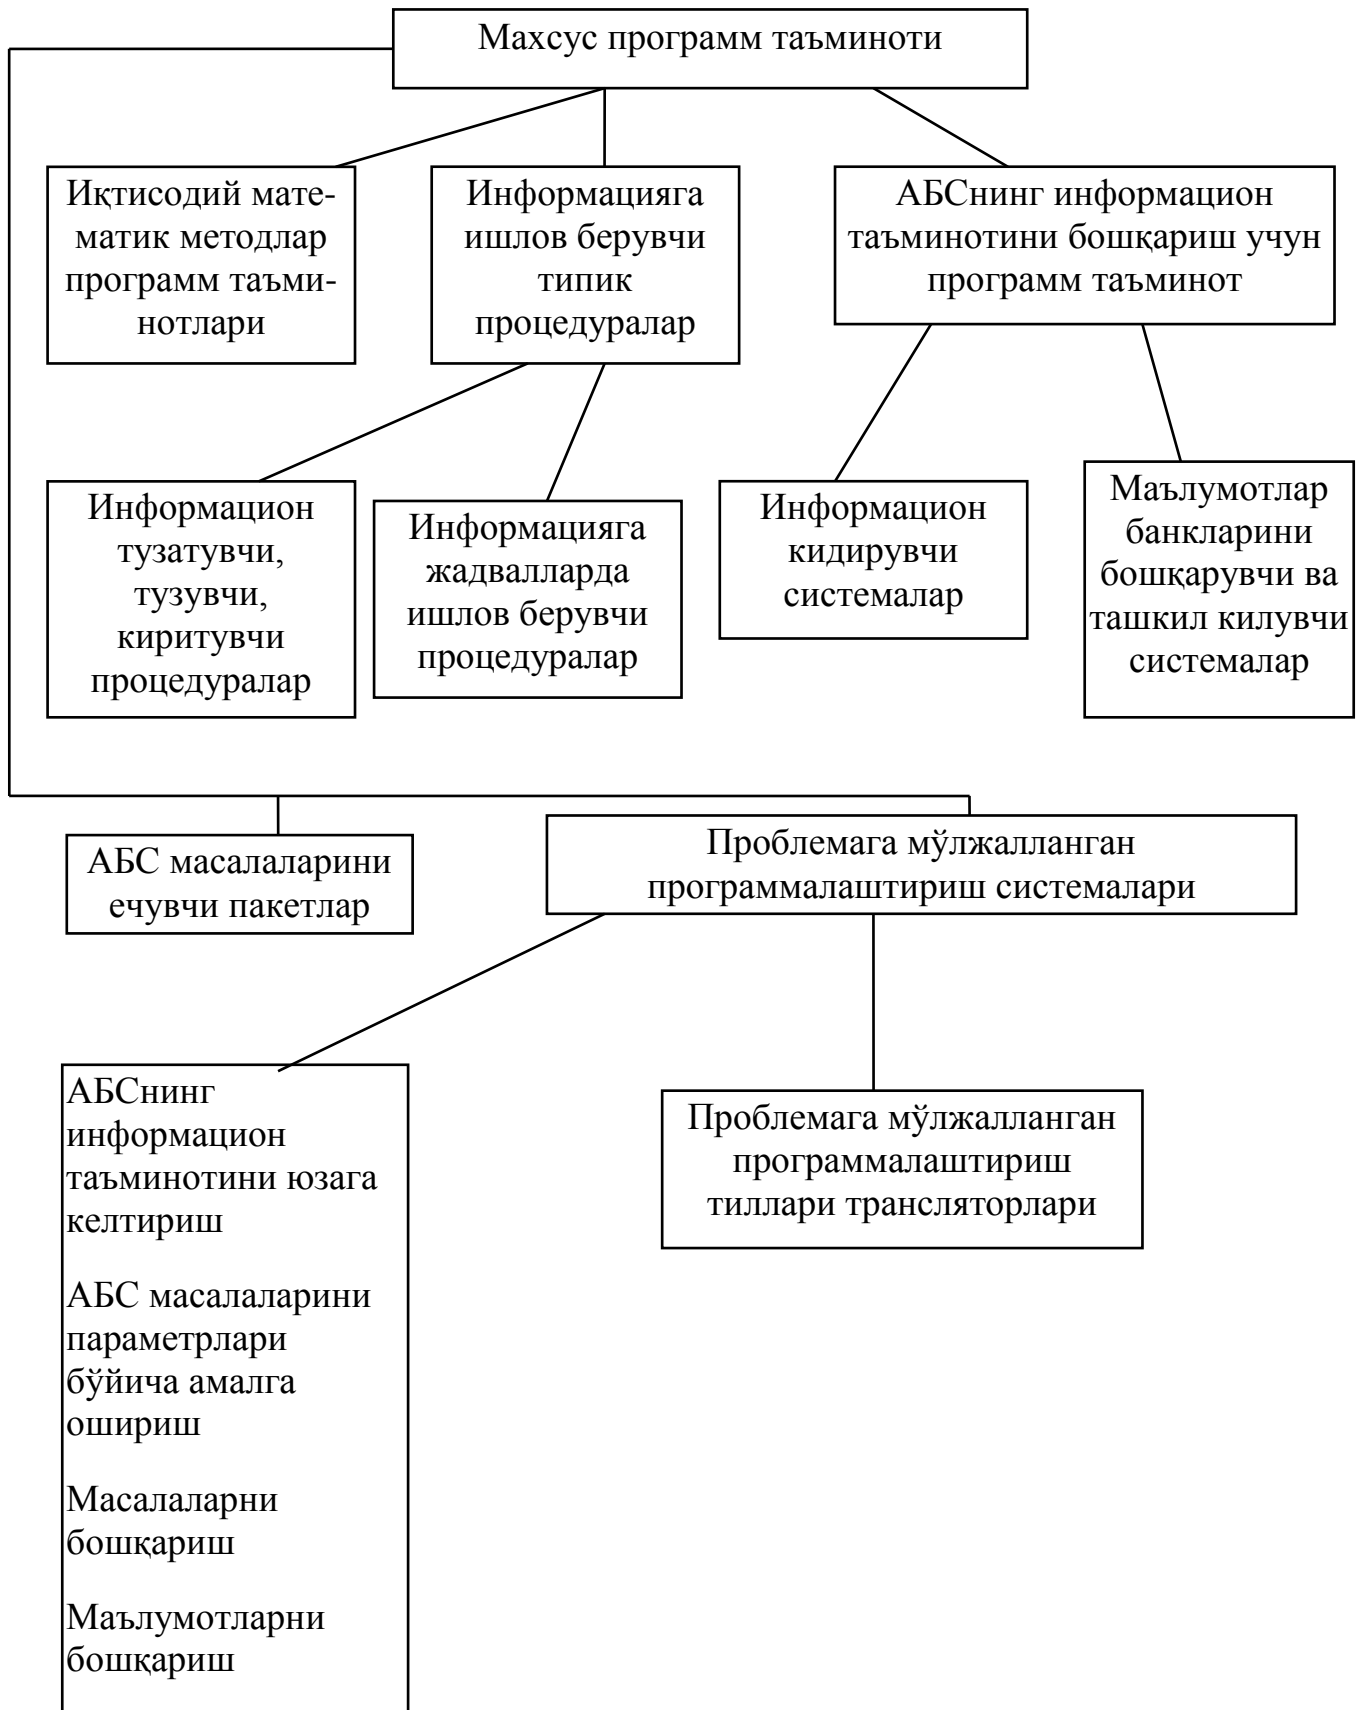 Махсус программ таъминоти
Иқтисодий мате-
матик методлар
программ таъми-
нотлари
Информацияга
ишлов берувчи
типик
процедуралар
АБСнинг информацион
таъминотини бошқариш учун
программ таъминот
Информацион
тузатувчи,
тузувчи,
киритувчи
процедуралар
Информацияга
жадвалларда
ишлов берувчи
процедуралар
Информацион
кидирувчи
системалар
Маълумотлар
банкларини
бошқарувчи ва
ташкил килувчи
системалар
АБС масалаларини
ечувчи пакетлар
Проблемага мўлжалланган
программалаштириш системалари
АБСнинг
информацион
таъминотини юзага
келтириш
АБС масалаларини
параметрлари
бўйича амалга
ошириш
Масалаларни
бошқариш
Маълумотларни
бошқариш
Проблемага мўлжалланган
программалаштириш
тиллари трансляторлари